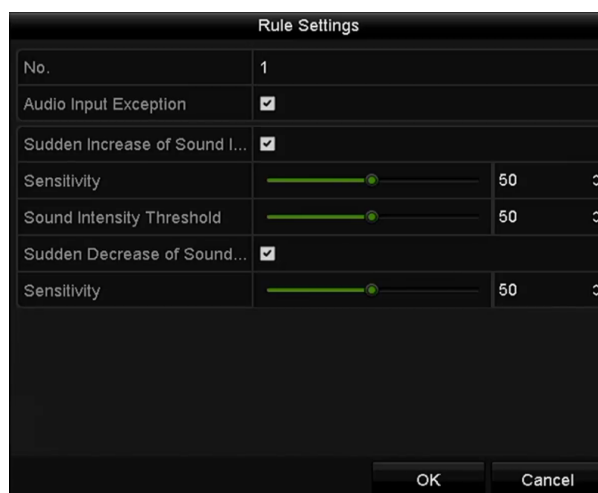 Rule Settings
No. 1
Audio Input Exception
Sudden Increase of Sound I...
Sensitivity 50
Sound Intensity Threshold 50
Sudden Decrease of Sound...
Sensitivity 50
OK Cancel